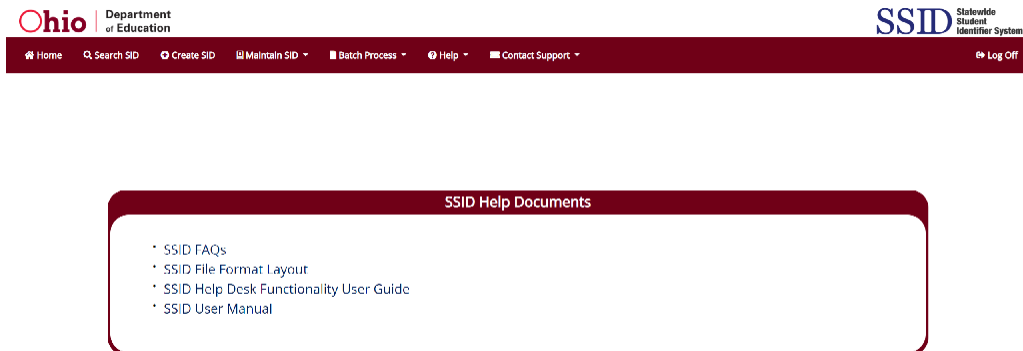 Ohio Department
of Education
SSID Statewide
Student
Identifier System
Home Search SID Create SID Maintain SID Batch Process Help Contact Support Log Off
SSID Help Documents
SSID FAQs
SSID File Format Layout
SSID Help Desk Functionality User Guide
SSID User Manual